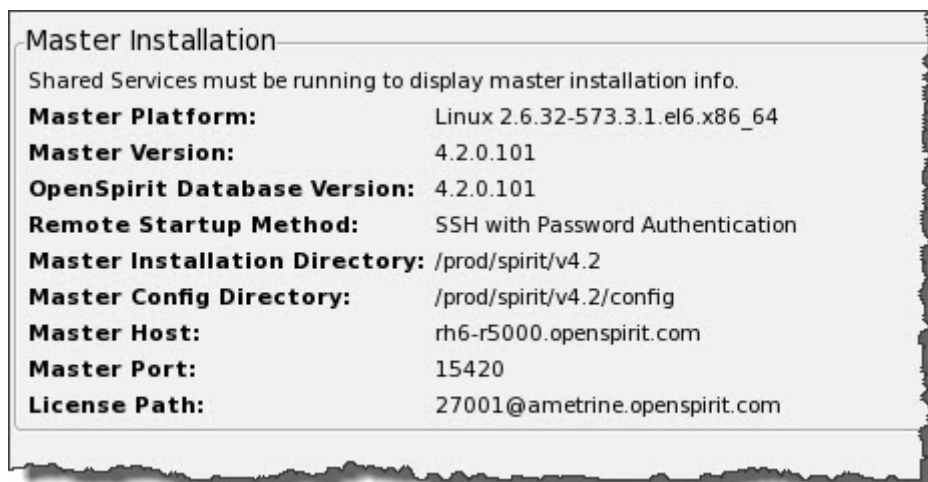 Master Installation
Shared Services must be running to display master installation info.
Master Platform: Linux 2.6.32-573.3.1.el6.x86_64
Master Version: 4.2.0.101
OpenSpirit Database Version: 4.2.0.101
Remote Startup Method: SSH with Password Authentication
Master Installation Directory: /prod/spirit/v4.2
Master Config Directory: /prod/spirit/v4.2/config
Master Host: rh6-r5000.openspirit.com
Master Port: 15420
License Path: 27001@ametrine.openspirit.com